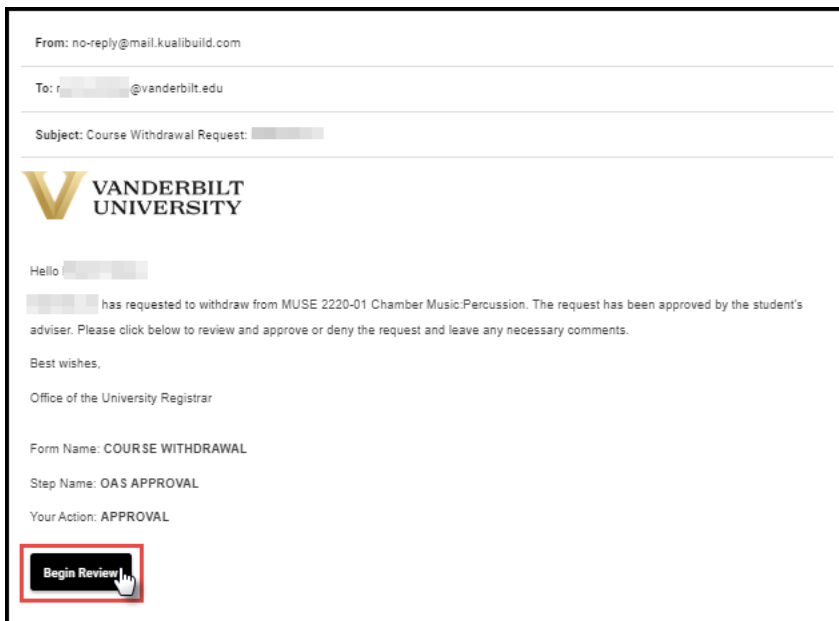 From: no-reply@mail.kualibuild.com
To: r @vanderbilt.edu
Subject: Course Withdrawal Request:
VANDERBILT
UNIVERSITY
Hello
has requested to withdraw from MUSE 2220-01 Chamber Music:Percussion. The request has been approved by the student's
adviser. Please click below to review and approve or deny the request and leave any necessary comments.
Best wishes,
Office of the University Registrar
Form Name: COURSE WITHDRAWAL
Step Name: OAS APPROVAL
Your Action: APPROVAL
Begin Review